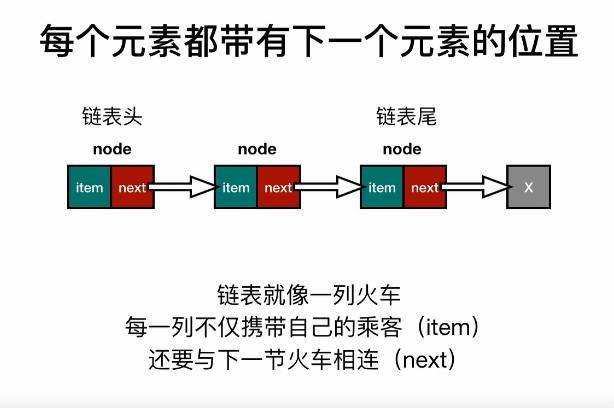 每个元素都带有下一个元素的位置
链表头 链表尾
node node node
item next item next item next X
链表就像一列火车
每一列不仅携带自己的乘客（item）
还要与下一节火车相连（next）